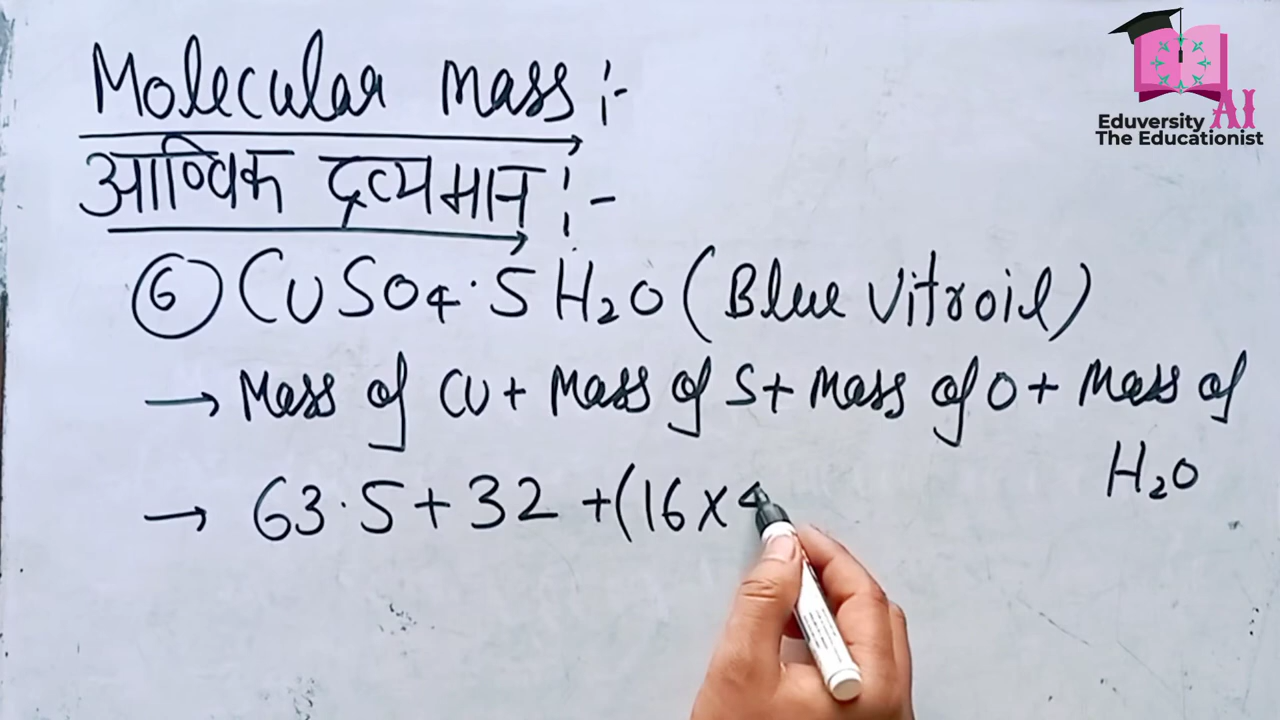 Molecular mass :-
आण्विक द्रव्यमान :-
⑥ CuSO4·5H2O (Blue Vitroil)
→ Mass of Cu + Mass of S + Mass of O + Mass of
H2O
→ 63·5 + 32 + (16 x 4
Eduversity AI
The Educationist